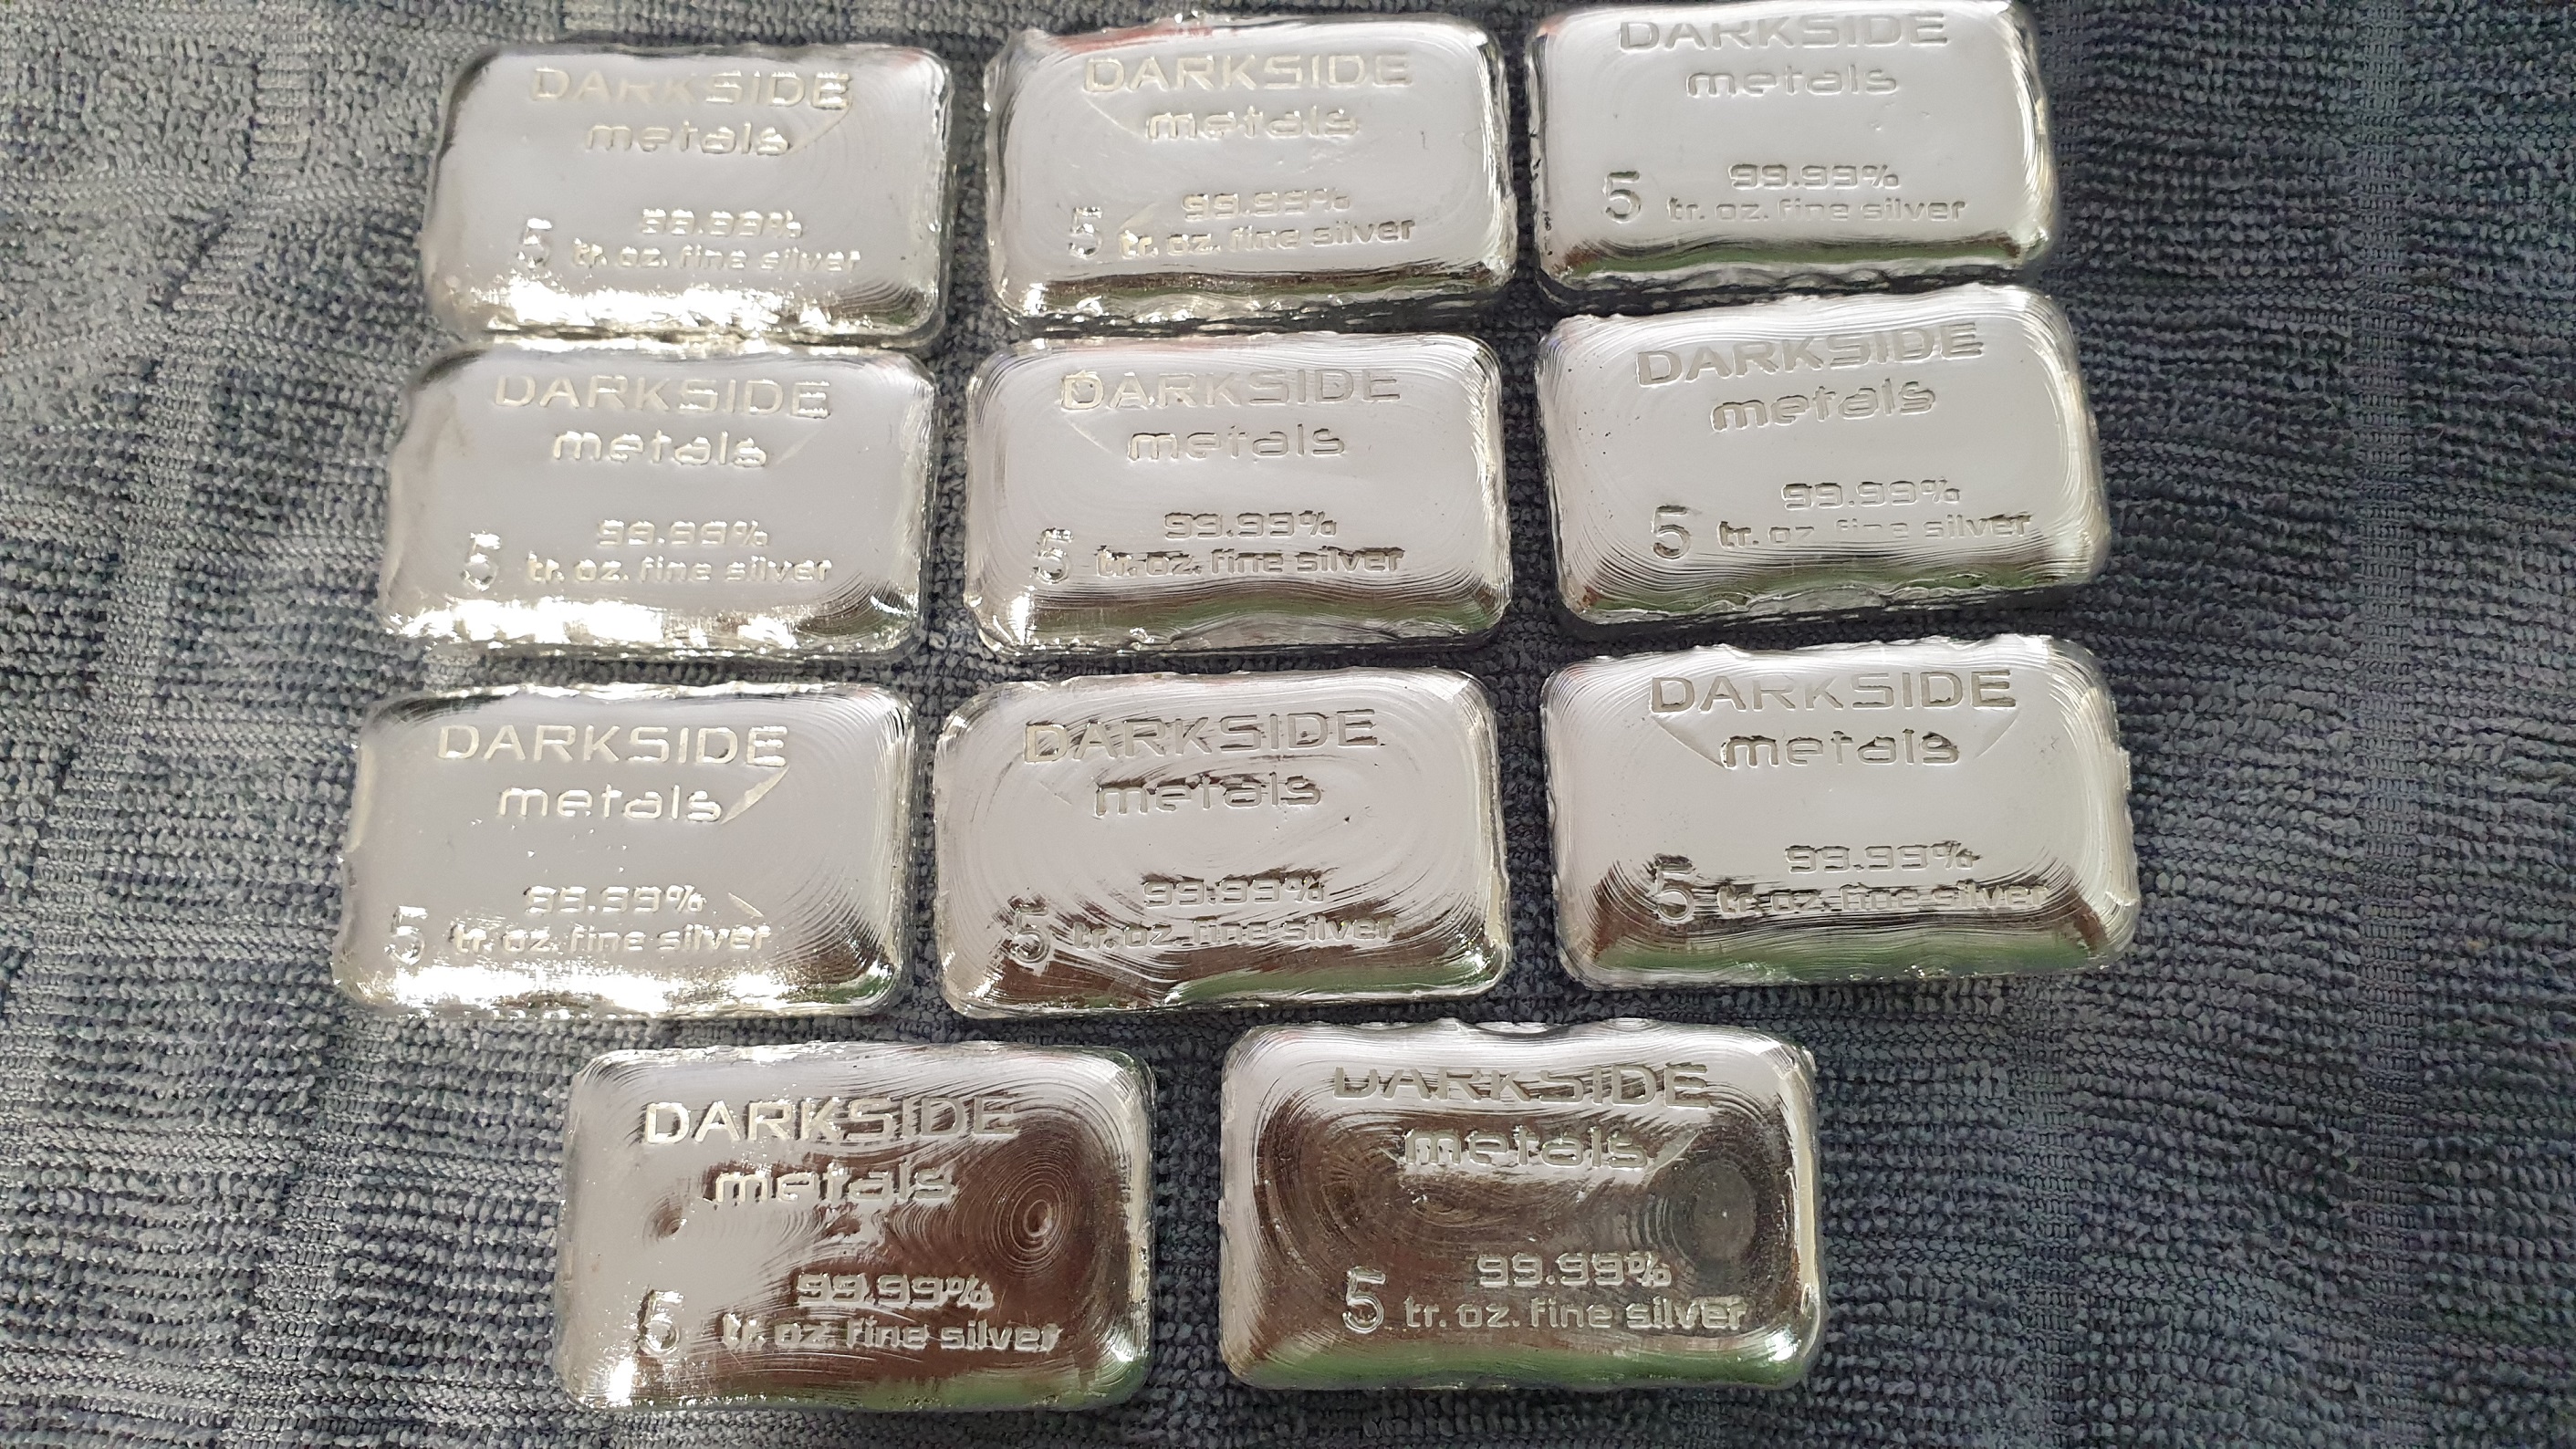 DARKSIDE
metals
99.99%
5 tr. oz. fine silver
DARKSIDE
metals
99.99%
5 tr. oz. fine silver
DARKSIDE
metals
99.99%
5 tr. oz. fine silver
DARKSIDE
metals
99.99%
5 tr. oz. fine silver
DARKSIDE
metals
99.99%
5 tr. oz. fine silver
DARKSIDE
metals
99.99%
5 tr. oz fine silver
DARKSIDE
metals
99.99%
5 tr. oz. fine silver
DARKSIDE
metals
99.99%
5 tr. oz. fine silver
DARKSIDE
metals
99.99%
5 tr. oz. fine silver
DARKSIDE
metals
99.99%
5 tr. oz fine silver
DARKSIDE
metals
99.99%
5 tr. oz. fine silver